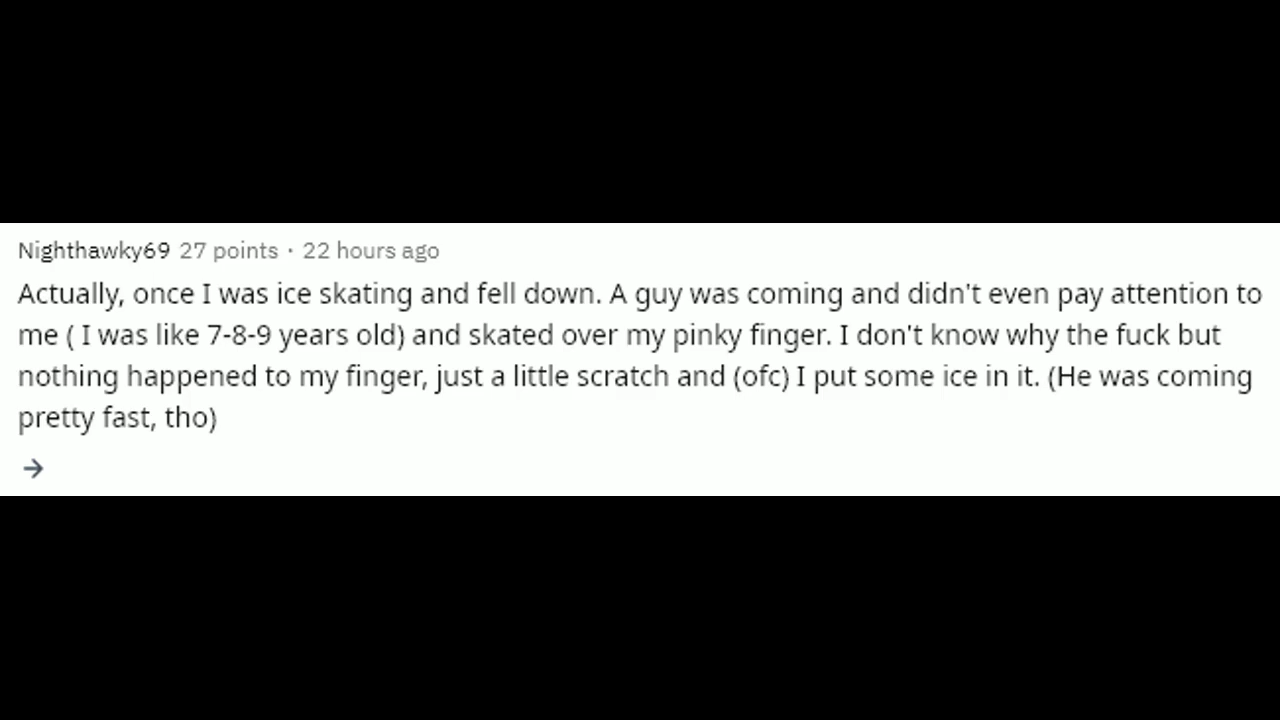 Nighthawky69 27 points · 22 hours ago
Actually, once I was ice skating and fell down. A guy was coming and didn't even pay attention to
me ( I was like 7-8-9 years old) and skated over my pinky finger. I don't know why the fuck but
nothing happened to my finger, just a little scratch and (ofc) I put some ice in it. (He was coming
pretty fast, tho)